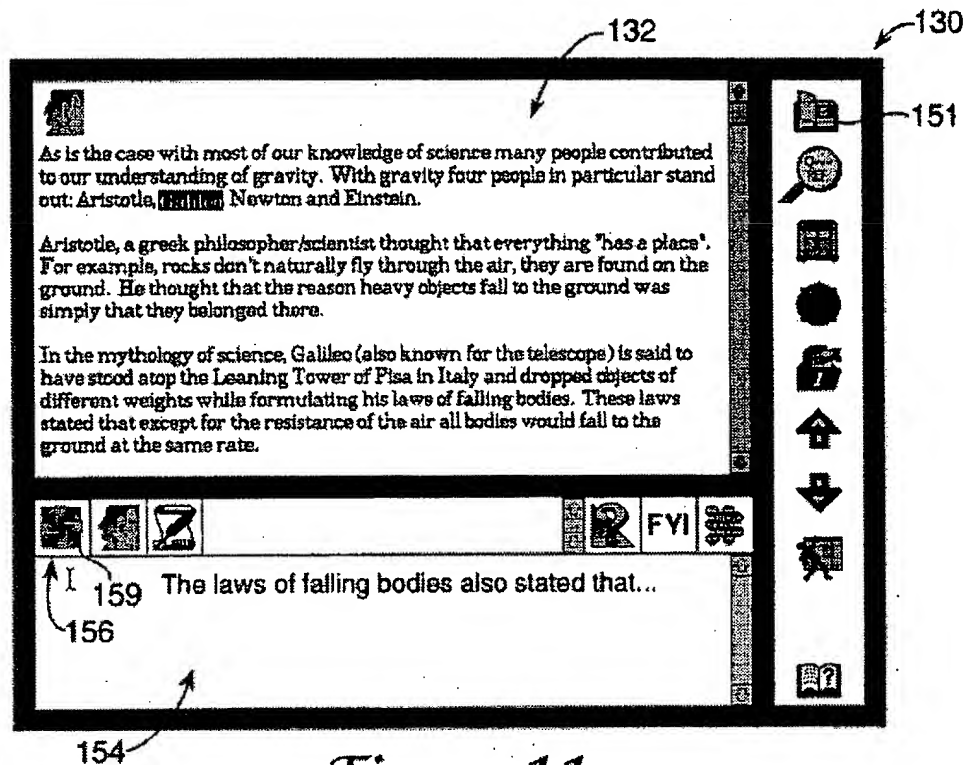 132
130
151
As is the case with most of our knowledge of science many people contributed
to our understanding of gravity. With gravity four people in particular stand
out: Aristotle, Galileo, Newton and Einstein.
Aristotle, a greek philosopher/scientist thought that everything "has a place".
For example, rocks don't naturally fly through the air, they are found on the
ground. He thought that the reason heavy objects fall to the ground was
simply that they belonged there.
In the mythology of science, Galileo (also known for the telescope) is said to
have stood atop the Leaning Tower of Pisa in Italy and dropped objects of
different weights while formulating his laws of falling bodies. These laws
stated that except for the resistance of the air all bodies would fall to the
ground at the same rate.
R FYI
159 The laws of falling bodies also stated that...
156
154